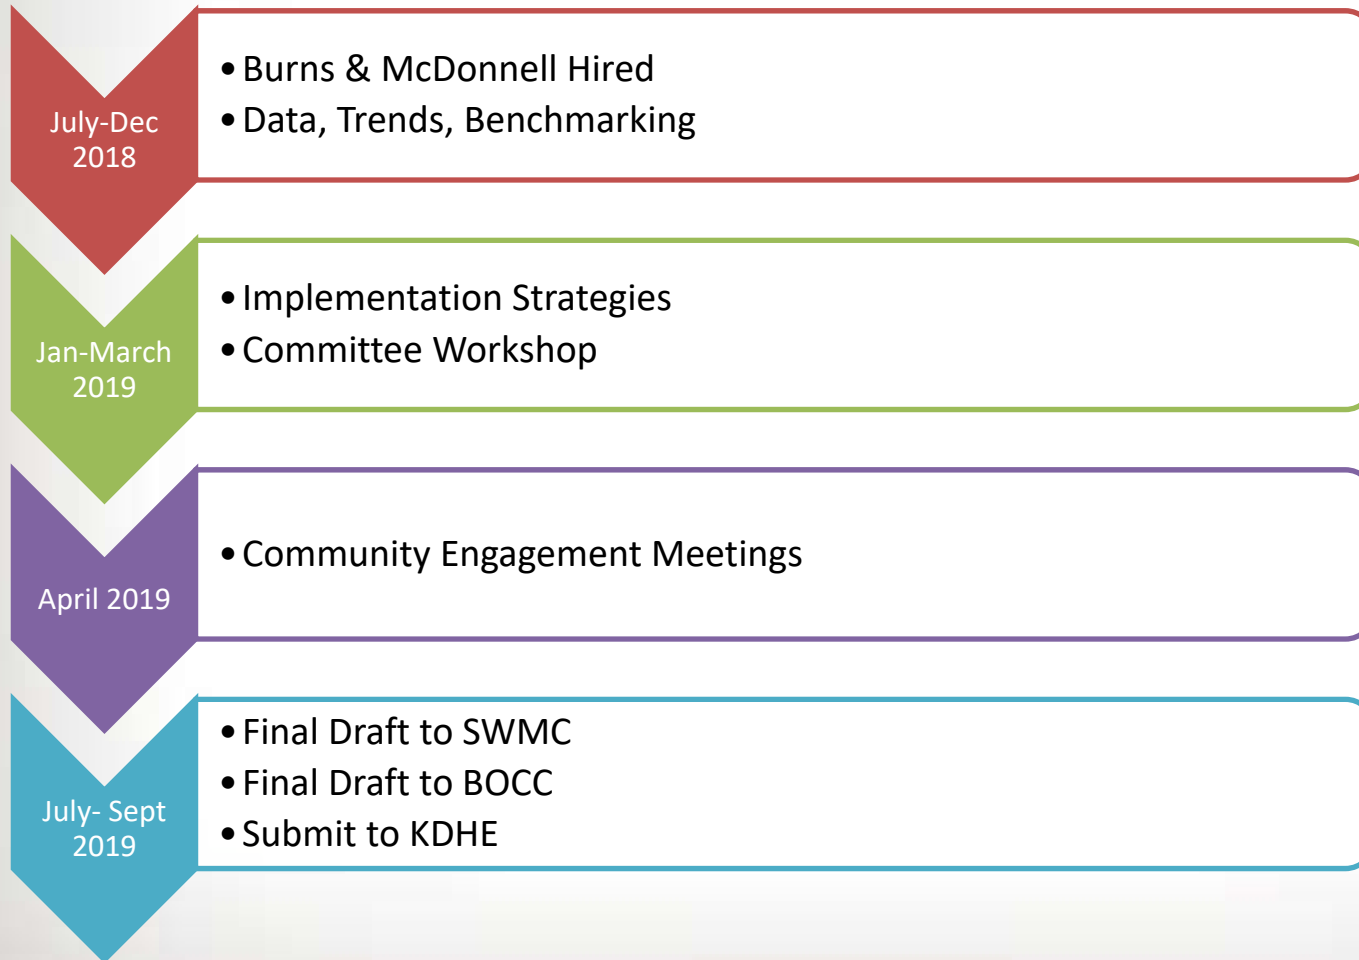 July-Dec
2018
• Burns & McDonnell Hired
• Data, Trends, Benchmarking
Jan-March
2019
• Implementation Strategies
• Committee Workshop
April 2019
• Community Engagement Meetings
July- Sept
2019
• Final Draft to SWMC
• Final Draft to BOCC
• Submit to KDHE